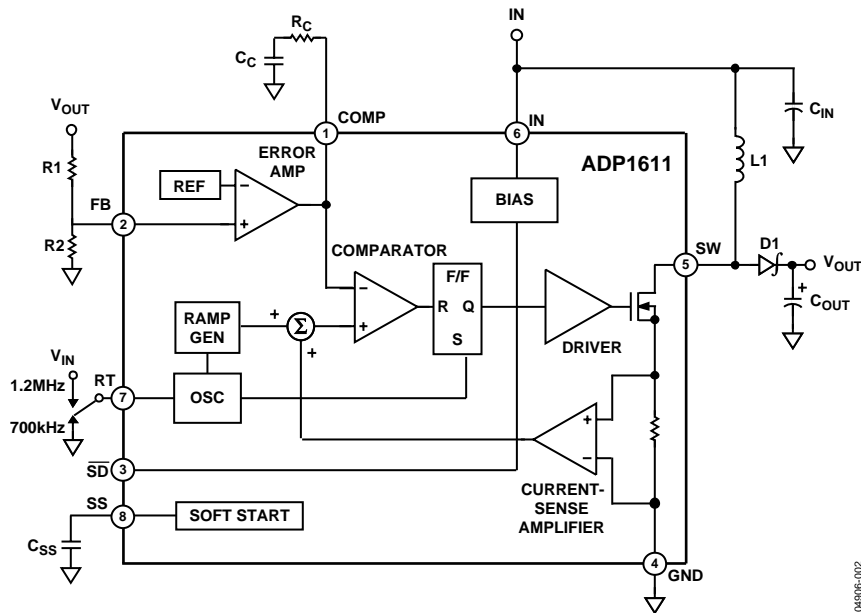 R_C
IN
C_C
V_OUT
COMP
IN
C_IN
1
6
R1
ERROR
AMP
ADP1611
L1
REF
−
BIAS
FB
2
+
R2
COMPARATOR
SW
D1
5
V_OUT
F/F
−
R Q
+
C_OUT
RAMP
GEN
+
Σ
+
S
DRIVER
V_IN
+
1.2MHz
RT
7
OSC
700kHz
+
−
SD
3
CURRENT-
SENSE
AMPLIFIER
SS
8
SOFT START
C_SS
4
GND
04906-002